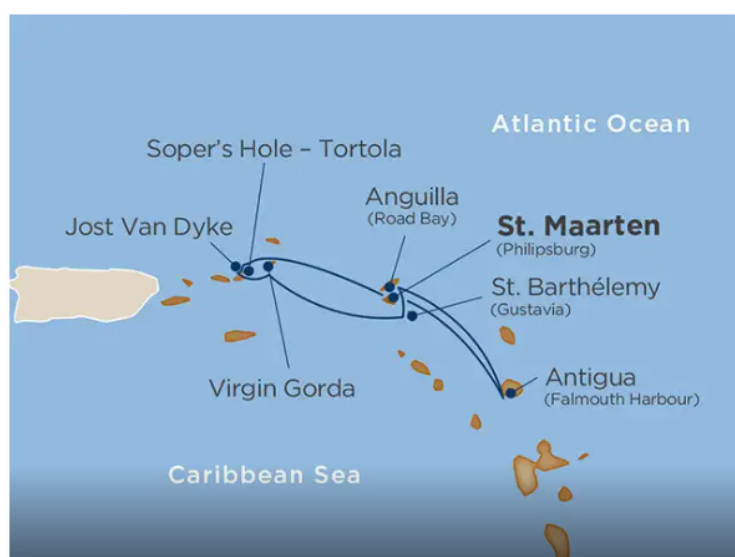 Atlantic Ocean
Soper's Hole – Tortola
Anguilla
(Road Bay)
Jost Van Dyke
St. Maarten
(Philipsburg)
St. Barthélemy
(Gustavia)
Virgin Gorda
Antigua
(Falmouth Harbour)
Caribbean Sea